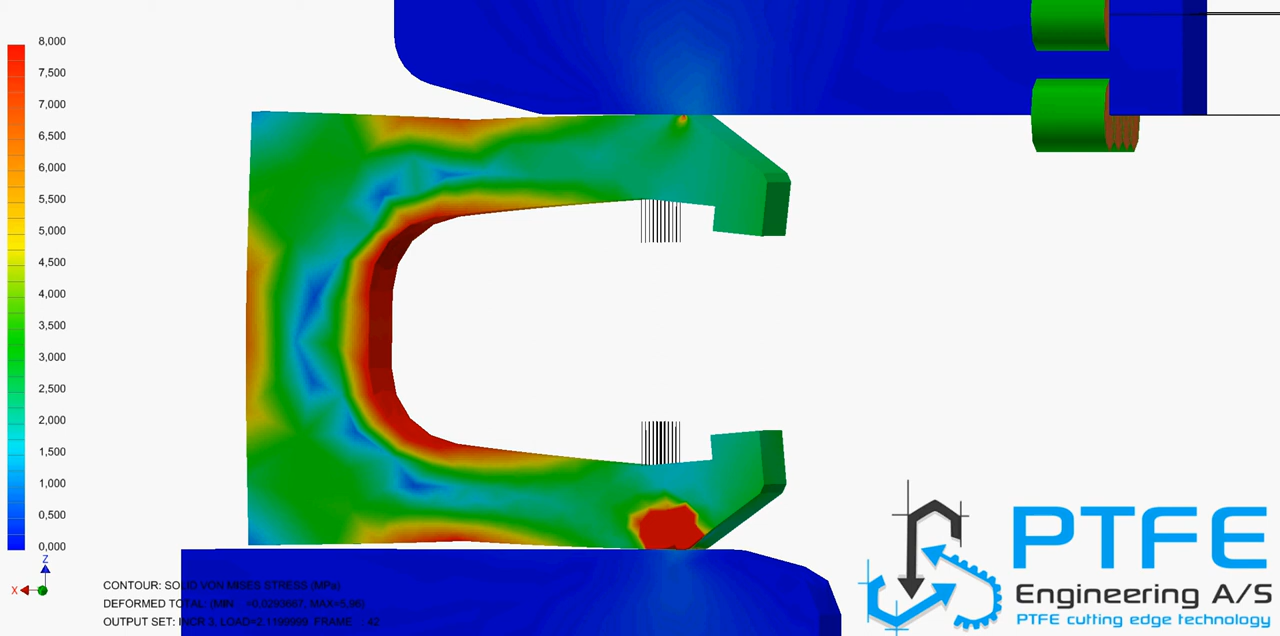 8,000
7,500
7,000
6,500
6,000
5,500
5,000
4,500
4,000
3,500
3,000
2,500
2,000
1,500
1,000
0,500
0,000
Z
X
CONTOUR: SOLID VON MISES STRESS (MPa)
DEFORMED TOTAL: (MIN =0.0293667, MAX=5,96)
OUTPUT SET: INCR 3, LOAD=2.1199999 FRAME : 42
PTFE
Engineering A/S
PTFE cutting edge technology